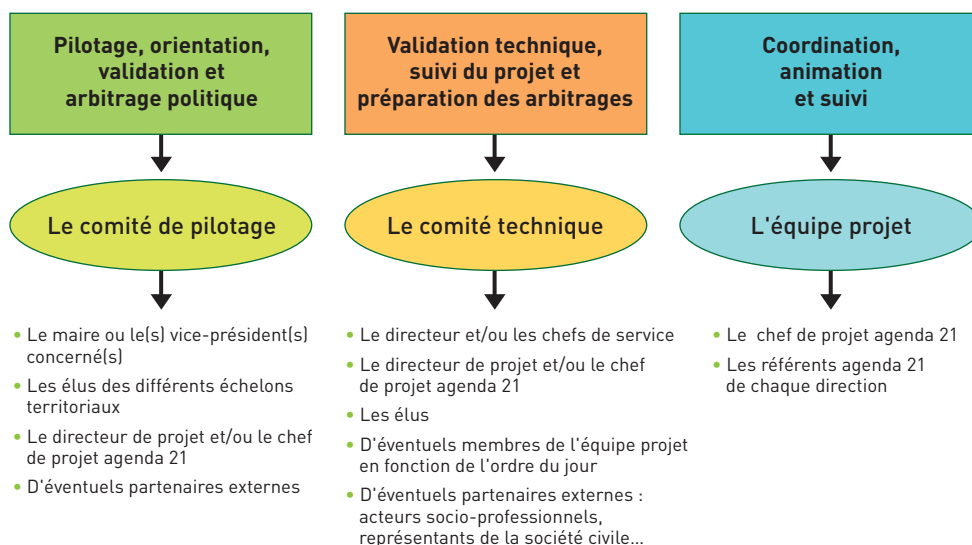 Pilotage, orientation,
validation et
arbitrage politique
Le comité de pilotage
• Le maire ou le(s) vice-président(s)
concerné(s)
• Les élus des différents échelons
territoriaux
• Le directeur de projet et/ou le chef
de projet agenda 21
• D'éventuels partenaires externes
Validation technique,
suivi du projet et
préparation des arbitrages
Le comité technique
• Le directeur et/ou les chefs de service
• Le directeur de projet et/ou le chef
de projet agenda 21
• Les élus
• D'éventuels membres de l'équipe projet
en fonction de l'ordre du jour
• D'éventuels partenaires externes :
acteurs socio-professionnels,
représentants de la société civile...
Coordination,
animation
et suivi
L'équipe projet
• Le chef de projet agenda 21
• Les référents agenda 21
de chaque direction